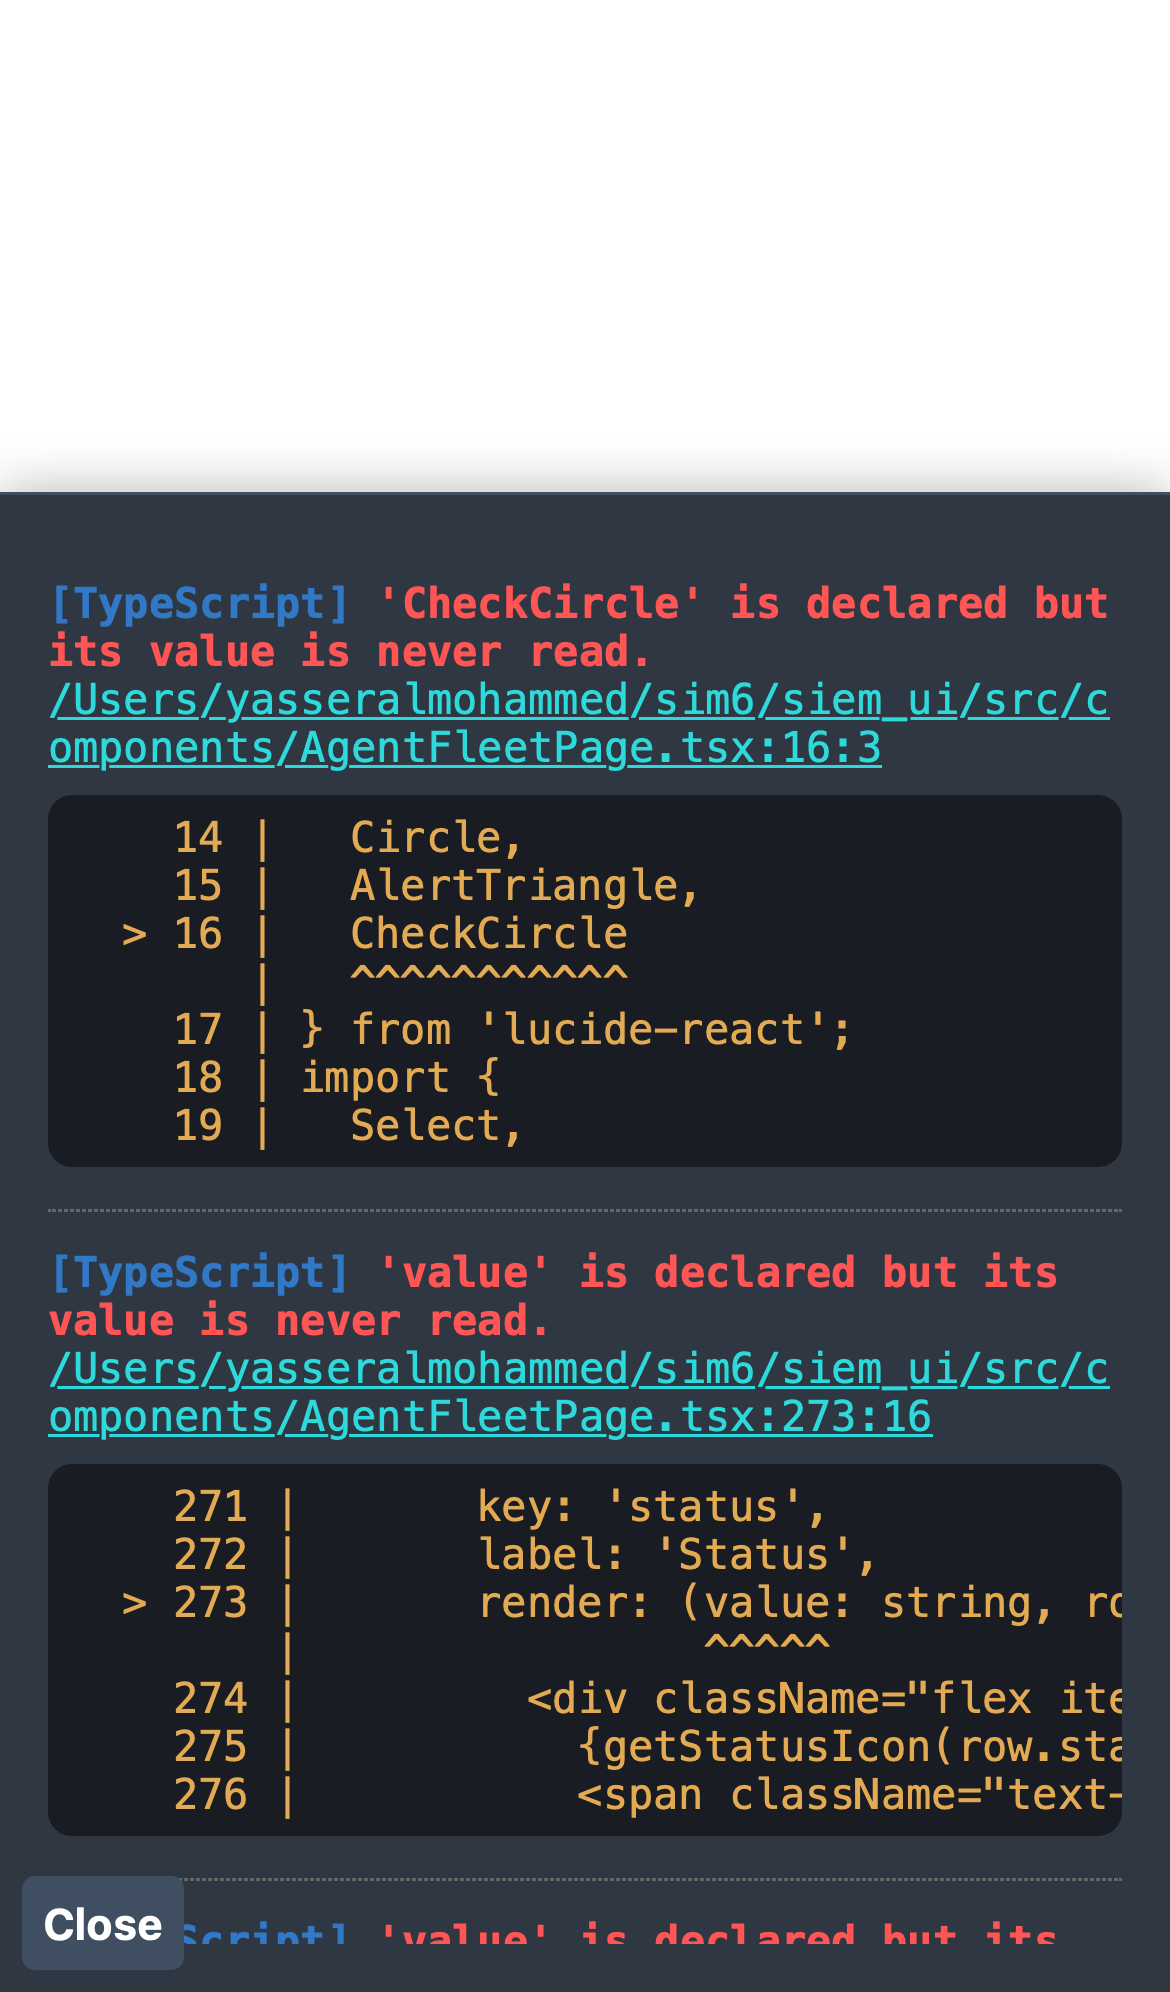 [TypeScript] 'CheckCircle' is declared but
its value is never read.
/Users/yasseralmohammed/sim6/siem_ui/src/c
omponents/AgentFleetPage.tsx:16:3
14 |   Circle,
15 |   AlertTriangle,
> 16 |   CheckCircle
|   ^^^^^^^^^^^
17 | } from 'lucide-react';
18 | import {
19 |   Select,
[TypeScript] 'value' is declared but its
value is never read.
/Users/yasseralmohammed/sim6/siem_ui/src/c
omponents/AgentFleetPage.tsx:273:16
271 |       key: 'status',
272 |       label: 'Status',
> 273 |       render: (value: string, ro
|                ^^^^^
274 |         <div className="flex ite
275 |           {getStatusIcon(row.sta
276 |           <span className="text-
Close
Script] 'value' is declared but its